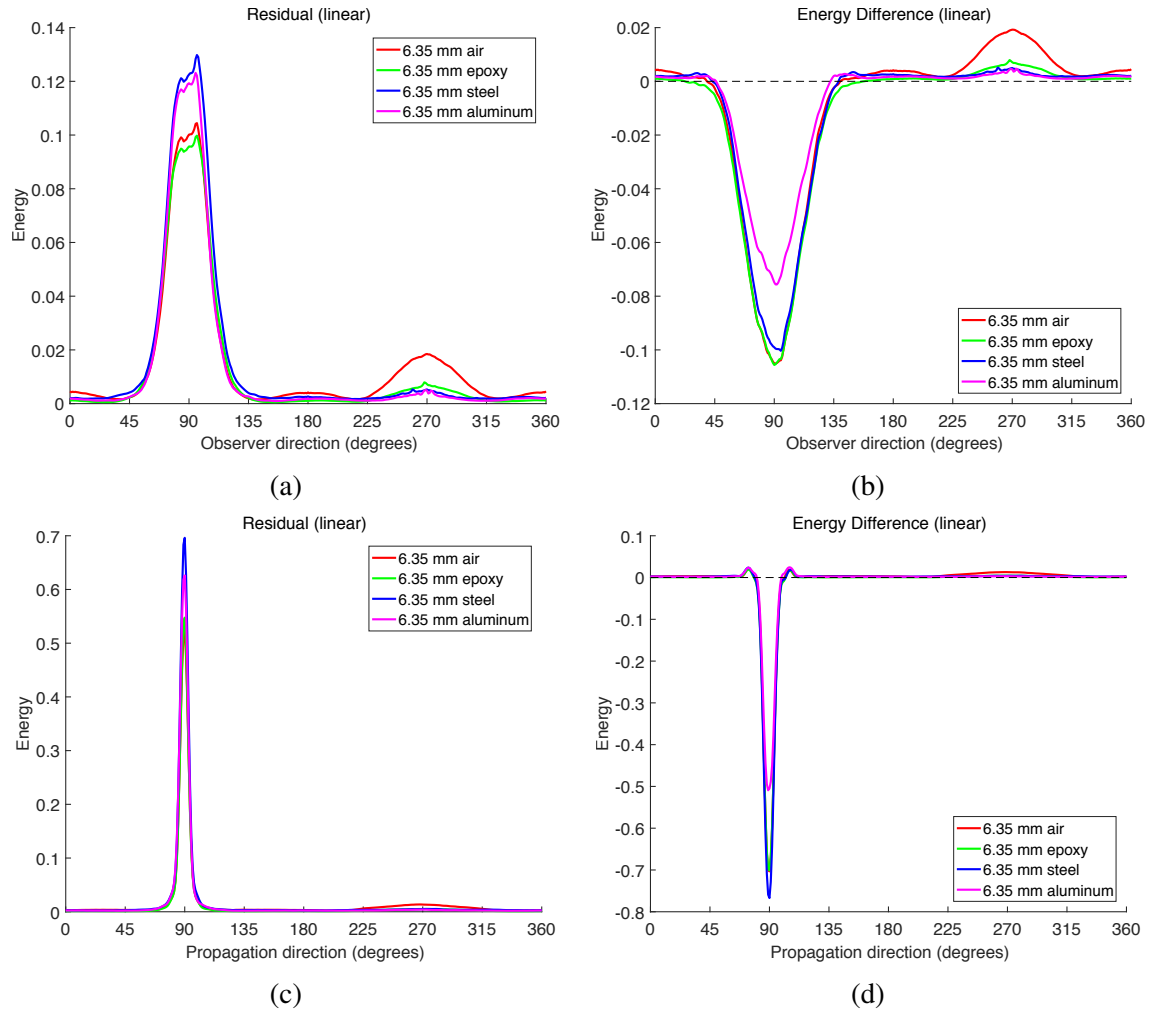 Residual (linear)
0.14
0.12
0.1
0.08
0.06
0.04
0.02
0
Energy
6.35 mm air
6.35 mm epoxy
6.35 mm steel
6.35 mm aluminum
0 45 90 135 180 225 270 315 360
Observer direction (degrees)
(a)
Energy Difference (linear)
0.02
0
-0.02
-0.04
-0.06
-0.08
-0.1
-0.12
Energy
6.35 mm air
6.35 mm epoxy
6.35 mm steel
6.35 mm aluminum
0 45 90 135 180 225 270 315 360
Observer direction (degrees)
(b)
Residual (linear)
0.7
0.6
0.5
0.4
0.3
0.2
0.1
0
Energy
6.35 mm air
6.35 mm epoxy
6.35 mm steel
6.35 mm aluminum
0 45 90 135 180 225 270 315 360
Propagation direction (degrees)
(c)
Energy Difference (linear)
0.1
0
-0.1
-0.2
-0.3
-0.4
-0.5
-0.6
-0.7
-0.8
Energy
6.35 mm air
6.35 mm epoxy
6.35 mm steel
6.35 mm aluminum
0 45 90 135 180 225 270 315 360
Propagation direction (degrees)
(d)